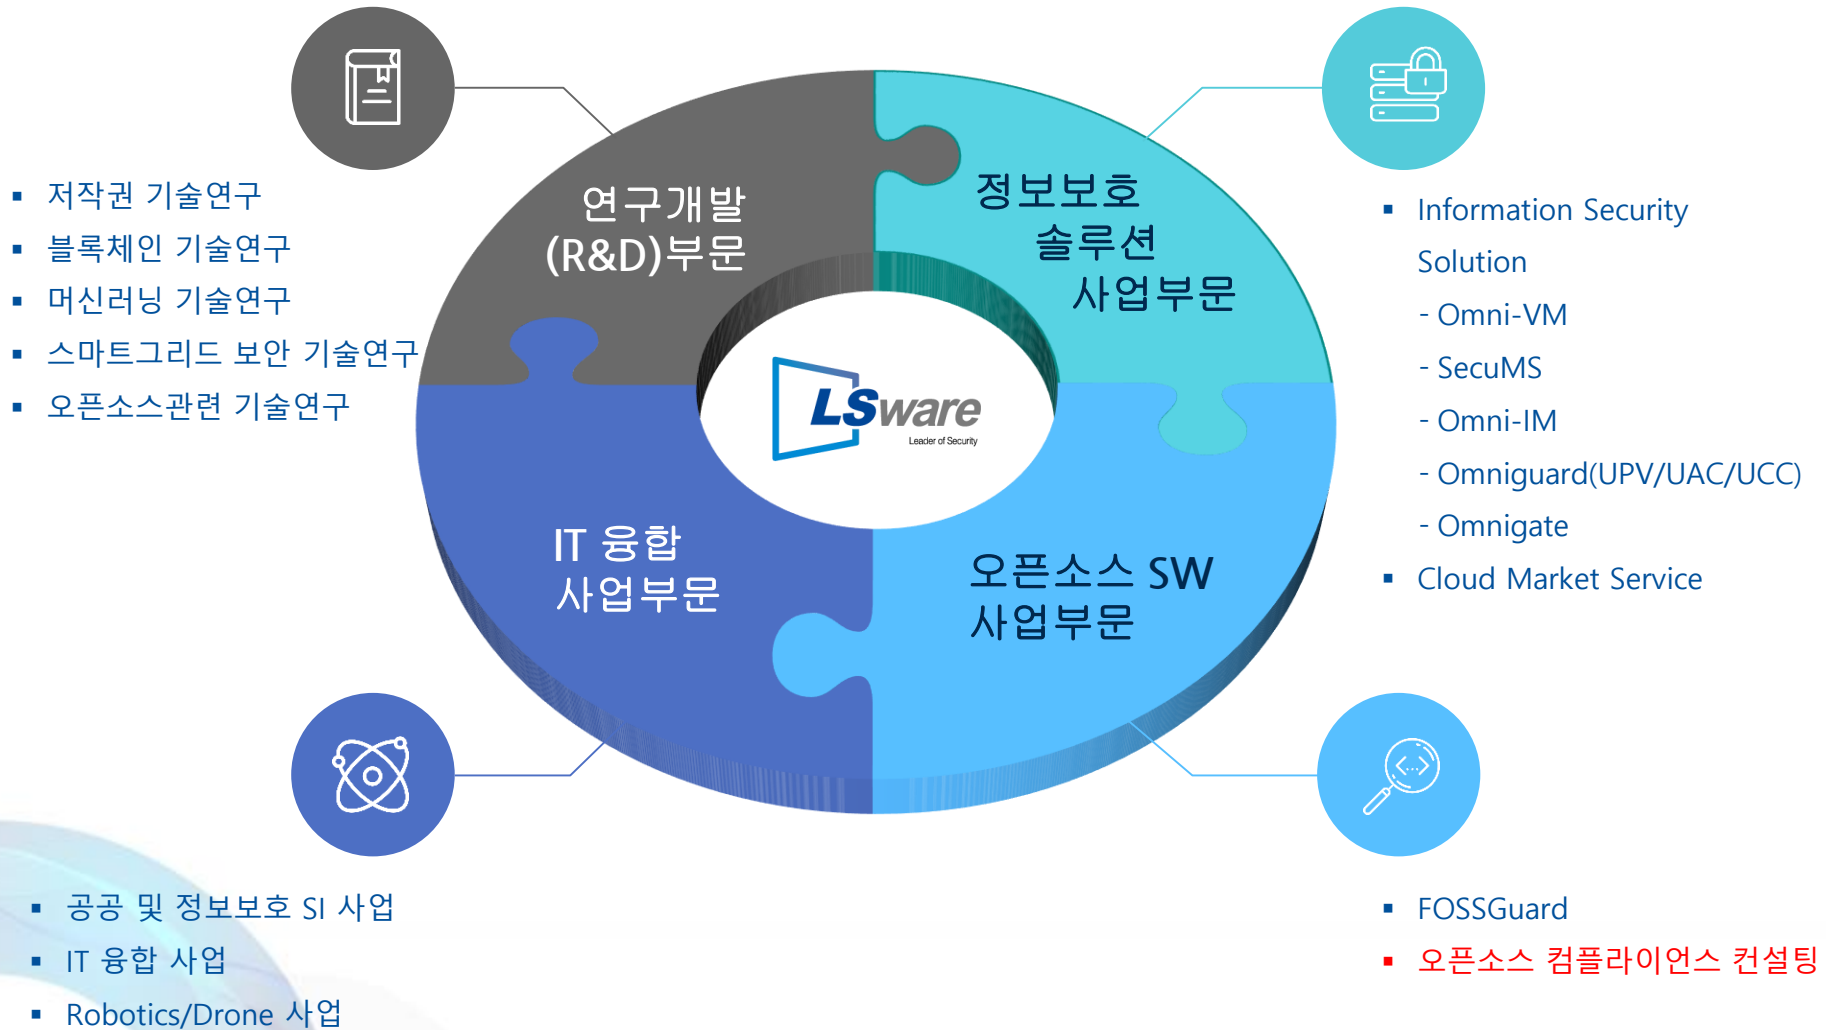 연구개발
(R&D)부문
저작권 기술연구
블록체인 기술연구
머신러닝 기술연구
스마트그리드 보안 기술연구
오픈소스관련 기술연구
정보보호
솔루션
사업부문
Information Security
Solution
- Omni-VM
- SecuMS
- Omni-IM
- Omniguard(UPV/UAC/UCC)
- Omnigate
Cloud Market Service
LSware
Leader of Security
IT 융합
사업부문
공공 및 정보보호 SI 사업
IT 융합 사업
Robotics/Drone 사업
오픈소스 SW
사업부문
FOSSGuard
오픈소스 컴플라이언스 컨설팅